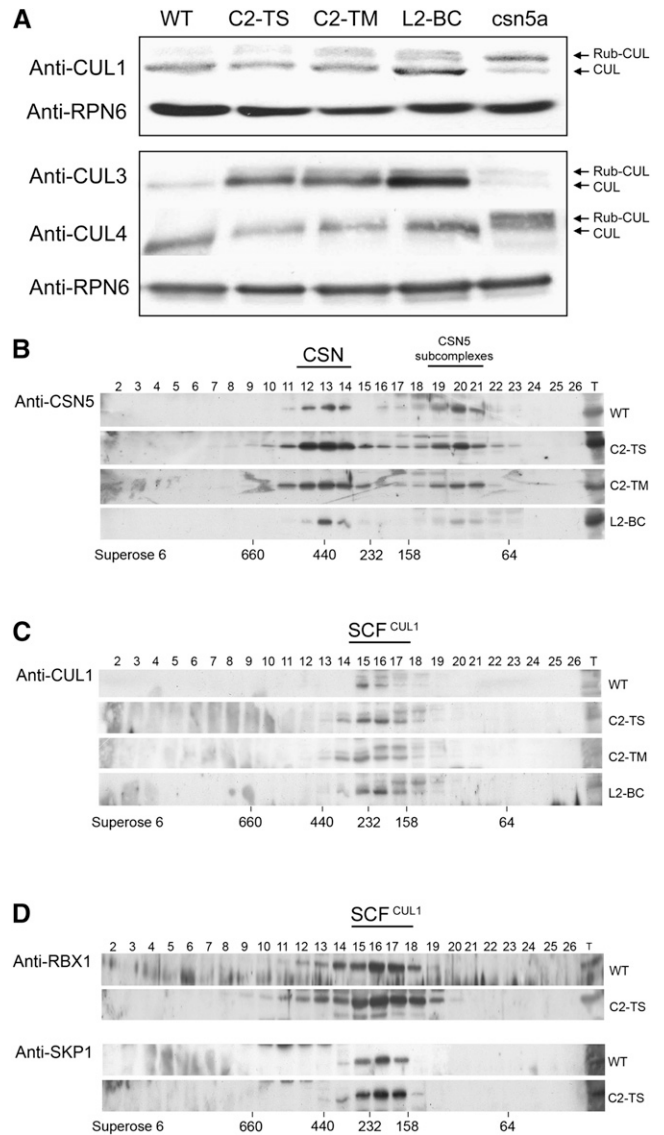 A
WT C2-TS C2-TM L2-BC csn5a
Anti-CUL1
Rub-CUL
CUL
Anti-RPN6
Anti-CUL3
Rub-CUL
CUL
Anti-CUL4
Rub-CUL
CUL
Anti-RPN6
B
CSN
CSN5
subcomplexes
2 3 4 5 6 7 8 9 10 11 12 13 14 15 16 17 18 19 20 21 22 23 24 25 26 T
Anti-CSN5
WT
C2-TS
C2-TM
L2-BC
Superose 6 660 440 232 158 64
C
SCF CUL1
2 3 4 5 6 7 8 9 10 11 12 13 14 15 16 17 18 19 20 21 22 23 24 25 26 T
Anti-CUL1
WT
C2-TS
C2-TM
L2-BC
Superose 6 660 440 232 158 64
D
SCF CUL1
2 3 4 5 6 7 8 9 10 11 12 13 14 15 16 17 18 19 20 21 22 23 24 25 26 T
Anti-RBX1
WT
C2-TS
Anti-SKP1
WT
C2-TS
Superose 6 660 440 232 158 64